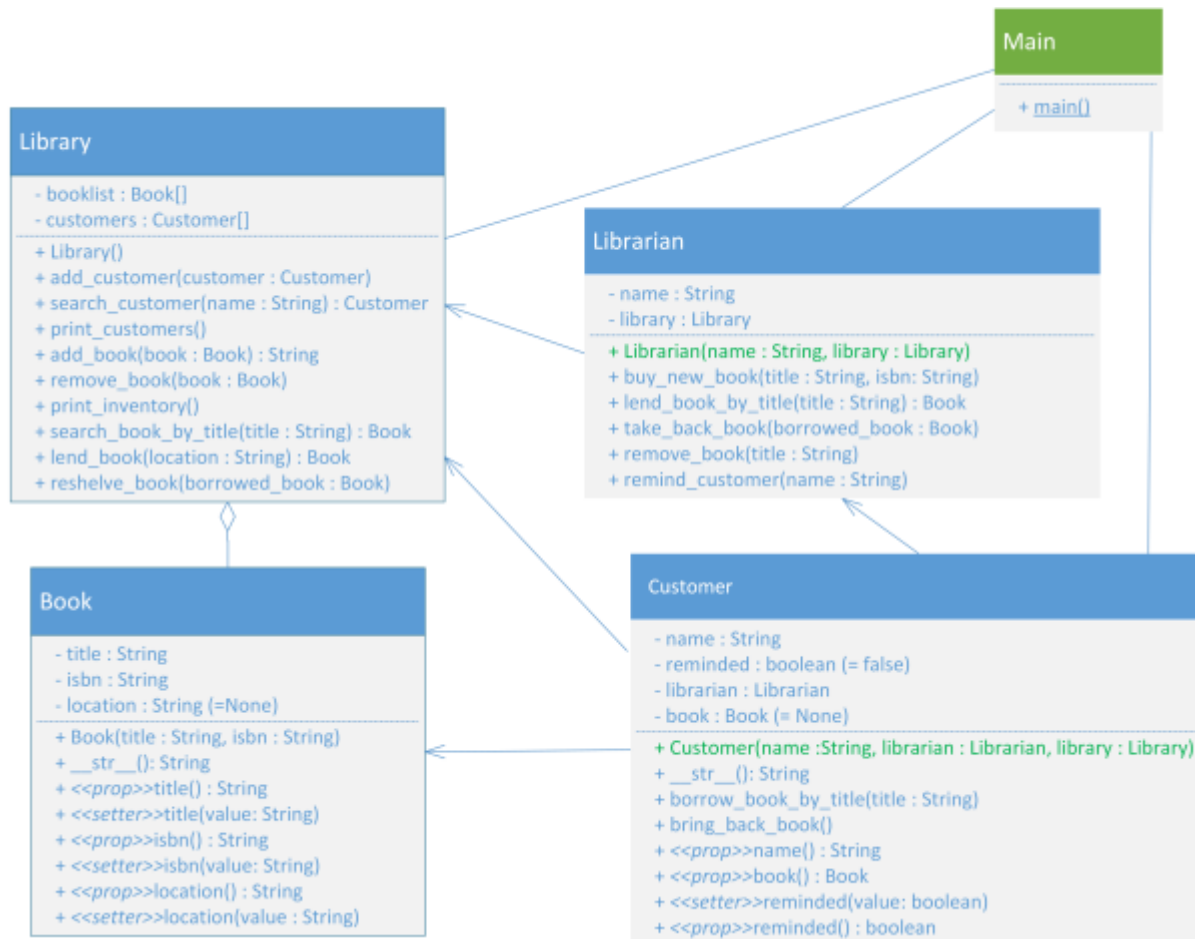 Main
+ main()
Library
- booklist : Book[]
- customers : Customer[]
+ Library()
+ add_customer(customer : Customer)
+ search_customer(name : String) : Customer
+ print_customers()
+ add_book(book : Book) : String
+ remove_book(book : Book)
+ print_inventory()
+ search_book_by_title(title : String) : Book
+ lend_book(location : String) : Book
+ reshelve_book(borrowed_book : Book)
Librarian
- name : String
- library : Library
+ Librarian(name : String, library : Library)
+ buy_new_book(title : String, isbn: String)
+ lend_book_by_title(title : String) : Book
+ take_back_book(borrowed_book : Book)
+ remove_book(title : String)
+ remind_customer(name : String)
Book
- title : String
- isbn : String
- location : String (=None)
+ Book(title : String, isbn : String)
+ __str__(): String
+ <<prop>>title() : String
+ <<setter>>title(value: String)
+ <<prop>>isbn() : String
+ <<setter>>isbn(value: String)
+ <<prop>>location() : String
+ <<setter>>location(value : String)
Customer
- name : String
- reminded : boolean (= false)
- librarian : Librarian
- book : Book (= None)
+ Customer(name :String, librarian : Librarian, library : Library)
+ __str__(): String
+ borrow_book_by_title(title : String)
+ bring_back_book()
+ <<prop>>name() : String
+ <<prop>>book() : Book
+ <<setter>>reminded(value: boolean)
+ <<prop>>reminded() : boolean